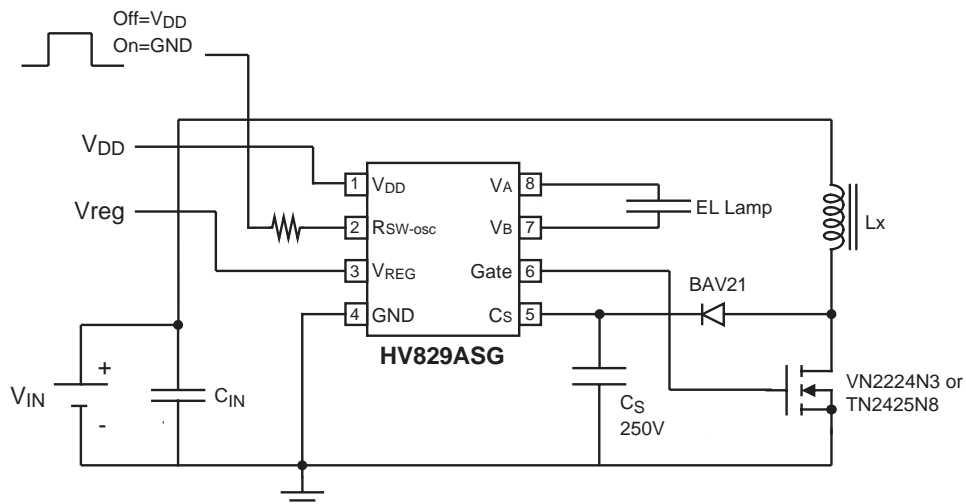 Off=VDD
On=GND
VDD
Vreg
1 VDD VA 8
2 RSW-osc VB 7
3 VREG Gate 6
4 GND CS 5
HV829ASG
EL Lamp
Lx
BAV21
VIN
+
-
CIN
CS
250V
VN2224N3 or
TN2425N8